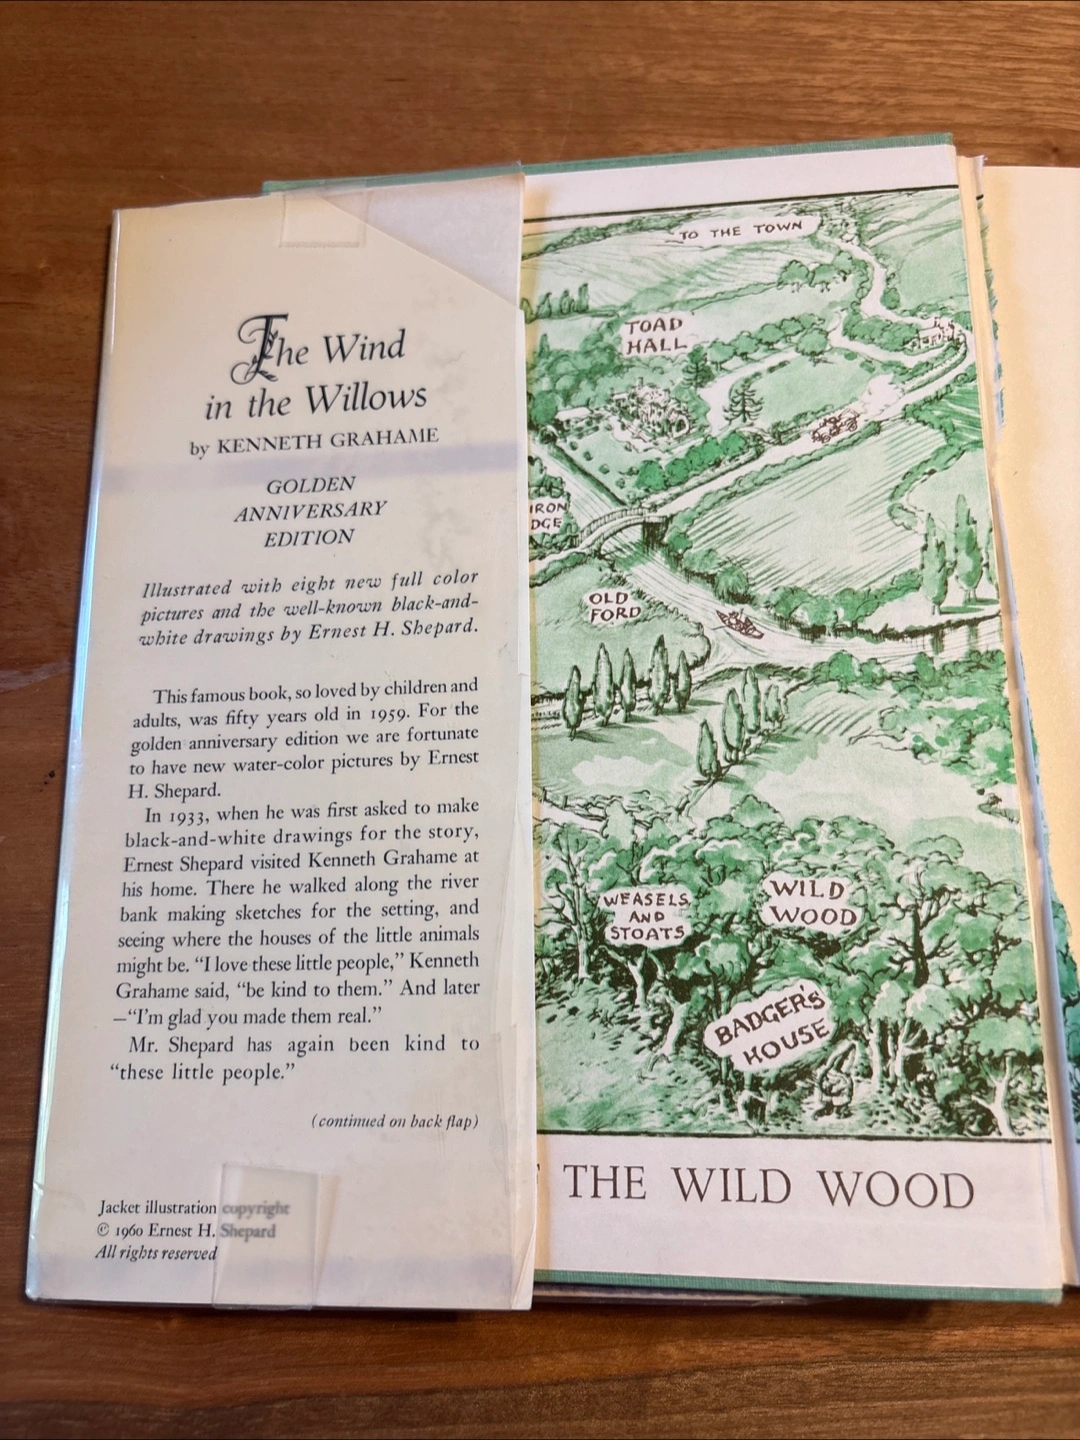 The Wind
in the Willows
by KENNETH GRAHAME
GOLDEN
ANNIVERSARY
EDITION
Illustrated with eight new full color
pictures and the well-known black-and-
white drawings by Ernest H. Shepard.
This famous book, so loved by children and
adults, was fifty years old in 1959. For the
golden anniversary edition we are fortunate
to have new water-color pictures by Ernest
H. Shepard.
In 1933, when he was first asked to make
black-and-white drawings for the story,
Ernest Shepard visited Kenneth Grahame at
his home. There he walked along the river
bank making sketches for the setting, and
seeing where the houses of the little animals
might be. “I love these little people,” Kenneth
Grahame said, “be kind to them.” And later
—“I'm glad you made them real.”
Mr. Shepard has again been kind to
“these little people.”
(continued on back flap)
Jacket illustration copyright
© 1960 Ernest H. Shepard
All rights reserved
TO THE TOWN
TOAD
HALL
IRON
DGE
OLD
FORD
WEASELS
AND
STOATS
WILD
WOOD
BADGER'S
HOUSE
THE WILD WOOD